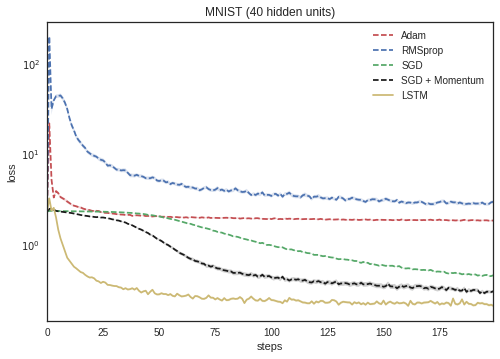 MNIST (40 hidden units)
Adam
RMSprop
SGD
SGD + Momentum
LSTM
10²
10¹
10⁰
loss
0 25 50 75 100 125 150 175
steps